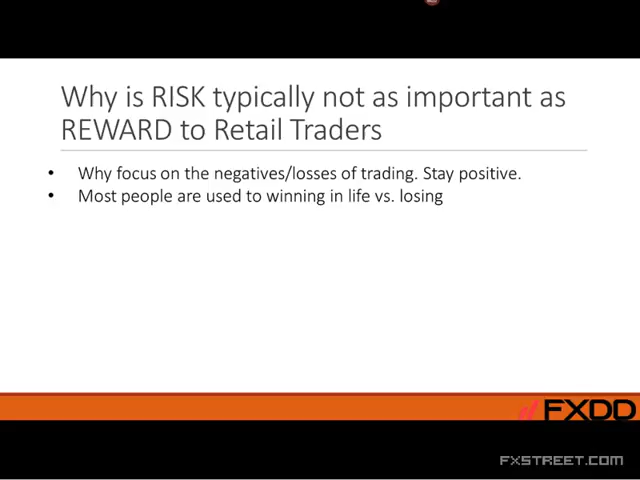 Why is RISK typically not as important as
REWARD to Retail Traders
• Why focus on the negatives/losses of trading. Stay positive.
• Most people are used to winning in life vs. losing
FXDD
FXSTREET.COM